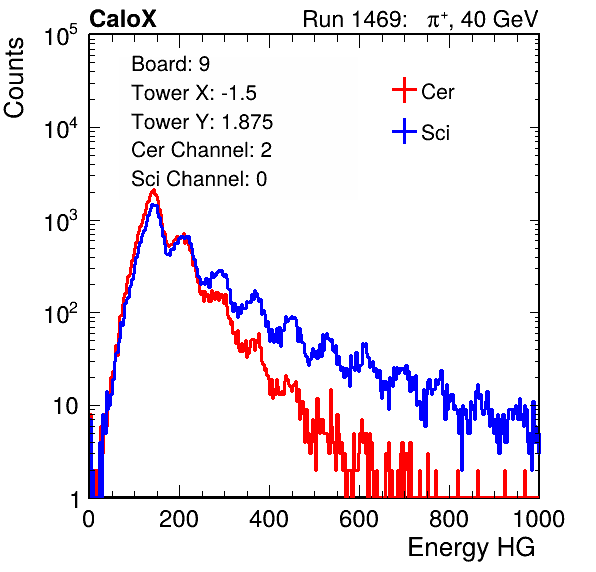 CaloX Run 1469: π⁺, 40 GeV
Counts
Board: 9
Tower X: -1.5
Tower Y: 1.875
Cer Channel: 2
Sci Channel: 0
Cer
Sci
10⁵
10⁴
10³
10²
10
1
0 200 400 600 800 1000
Energy HG